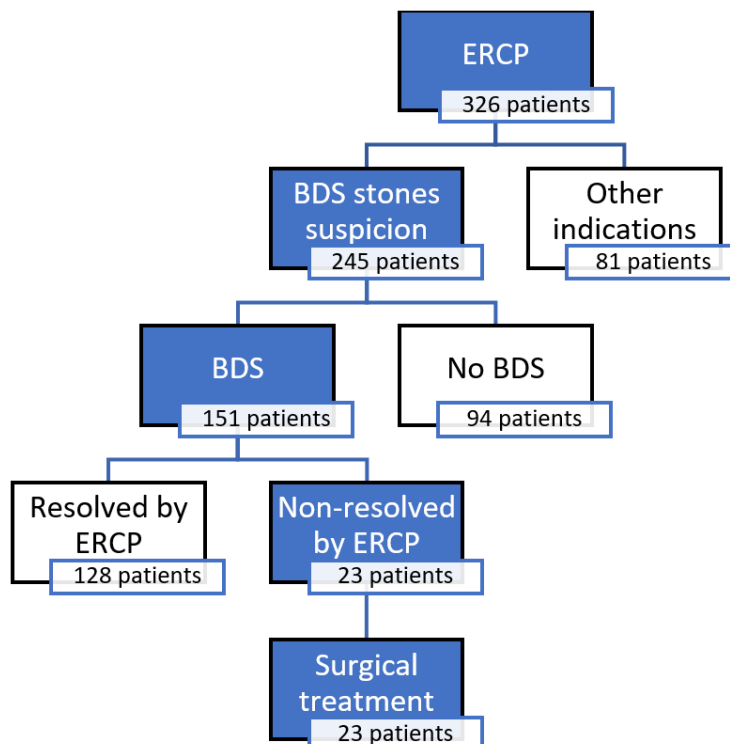 ERCP
326 patients
BDS stones
suspicion
245 patients
Other
indications
81 patients
BDS
151 patients
No BDS
94 patients
Resolved by
ERCP
128 patients
Non-resolved
by ERCP
23 patients
Surgical
treatment
23 patients